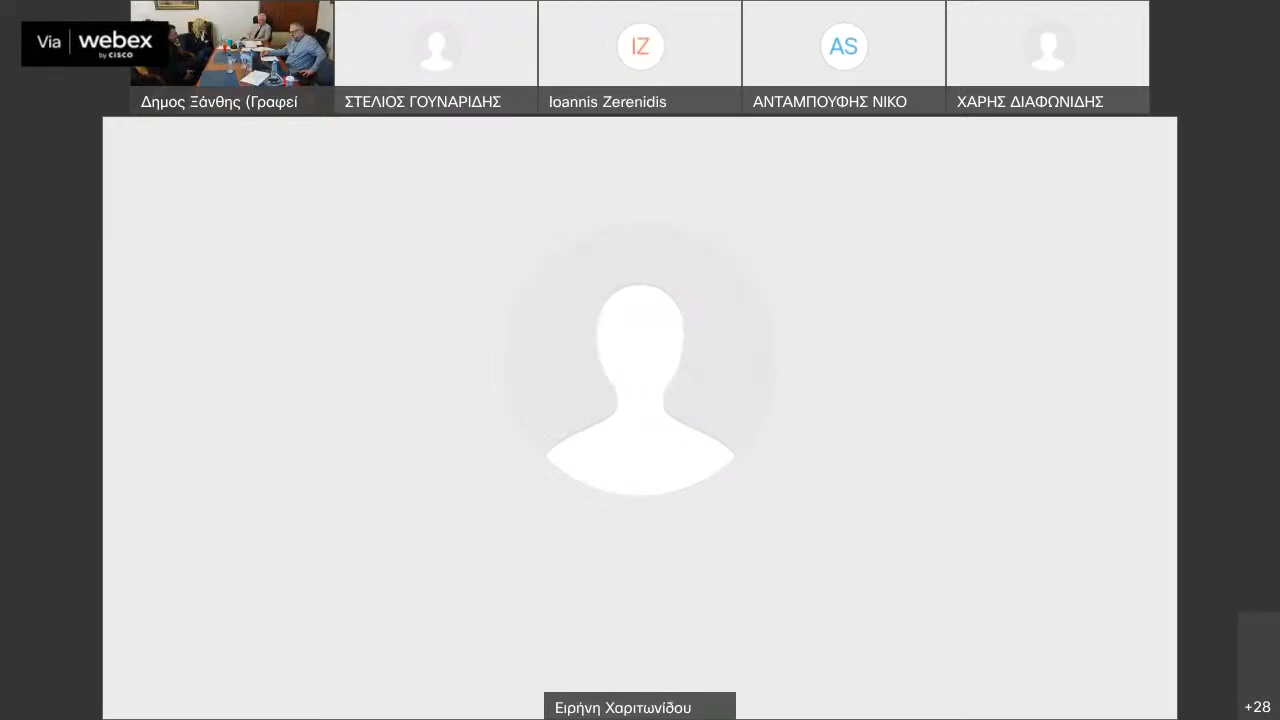 Via webex
by CISCO
Δημος Ξάνθης (Γραφεί
ΣΤΕΛΙΟΣ ΓΟΥΝΑΡΙΔΗΣ
IZ
Ioannis Zerenidis
AS
ΑΝΤΑΜΠΟΥΦΗΣ ΝΙΚΟ
ΧΑΡΗΣ ΔΙΑΦΩΝΙΔΗΣ
Ειρήνη Χαριτωνίδου
+28